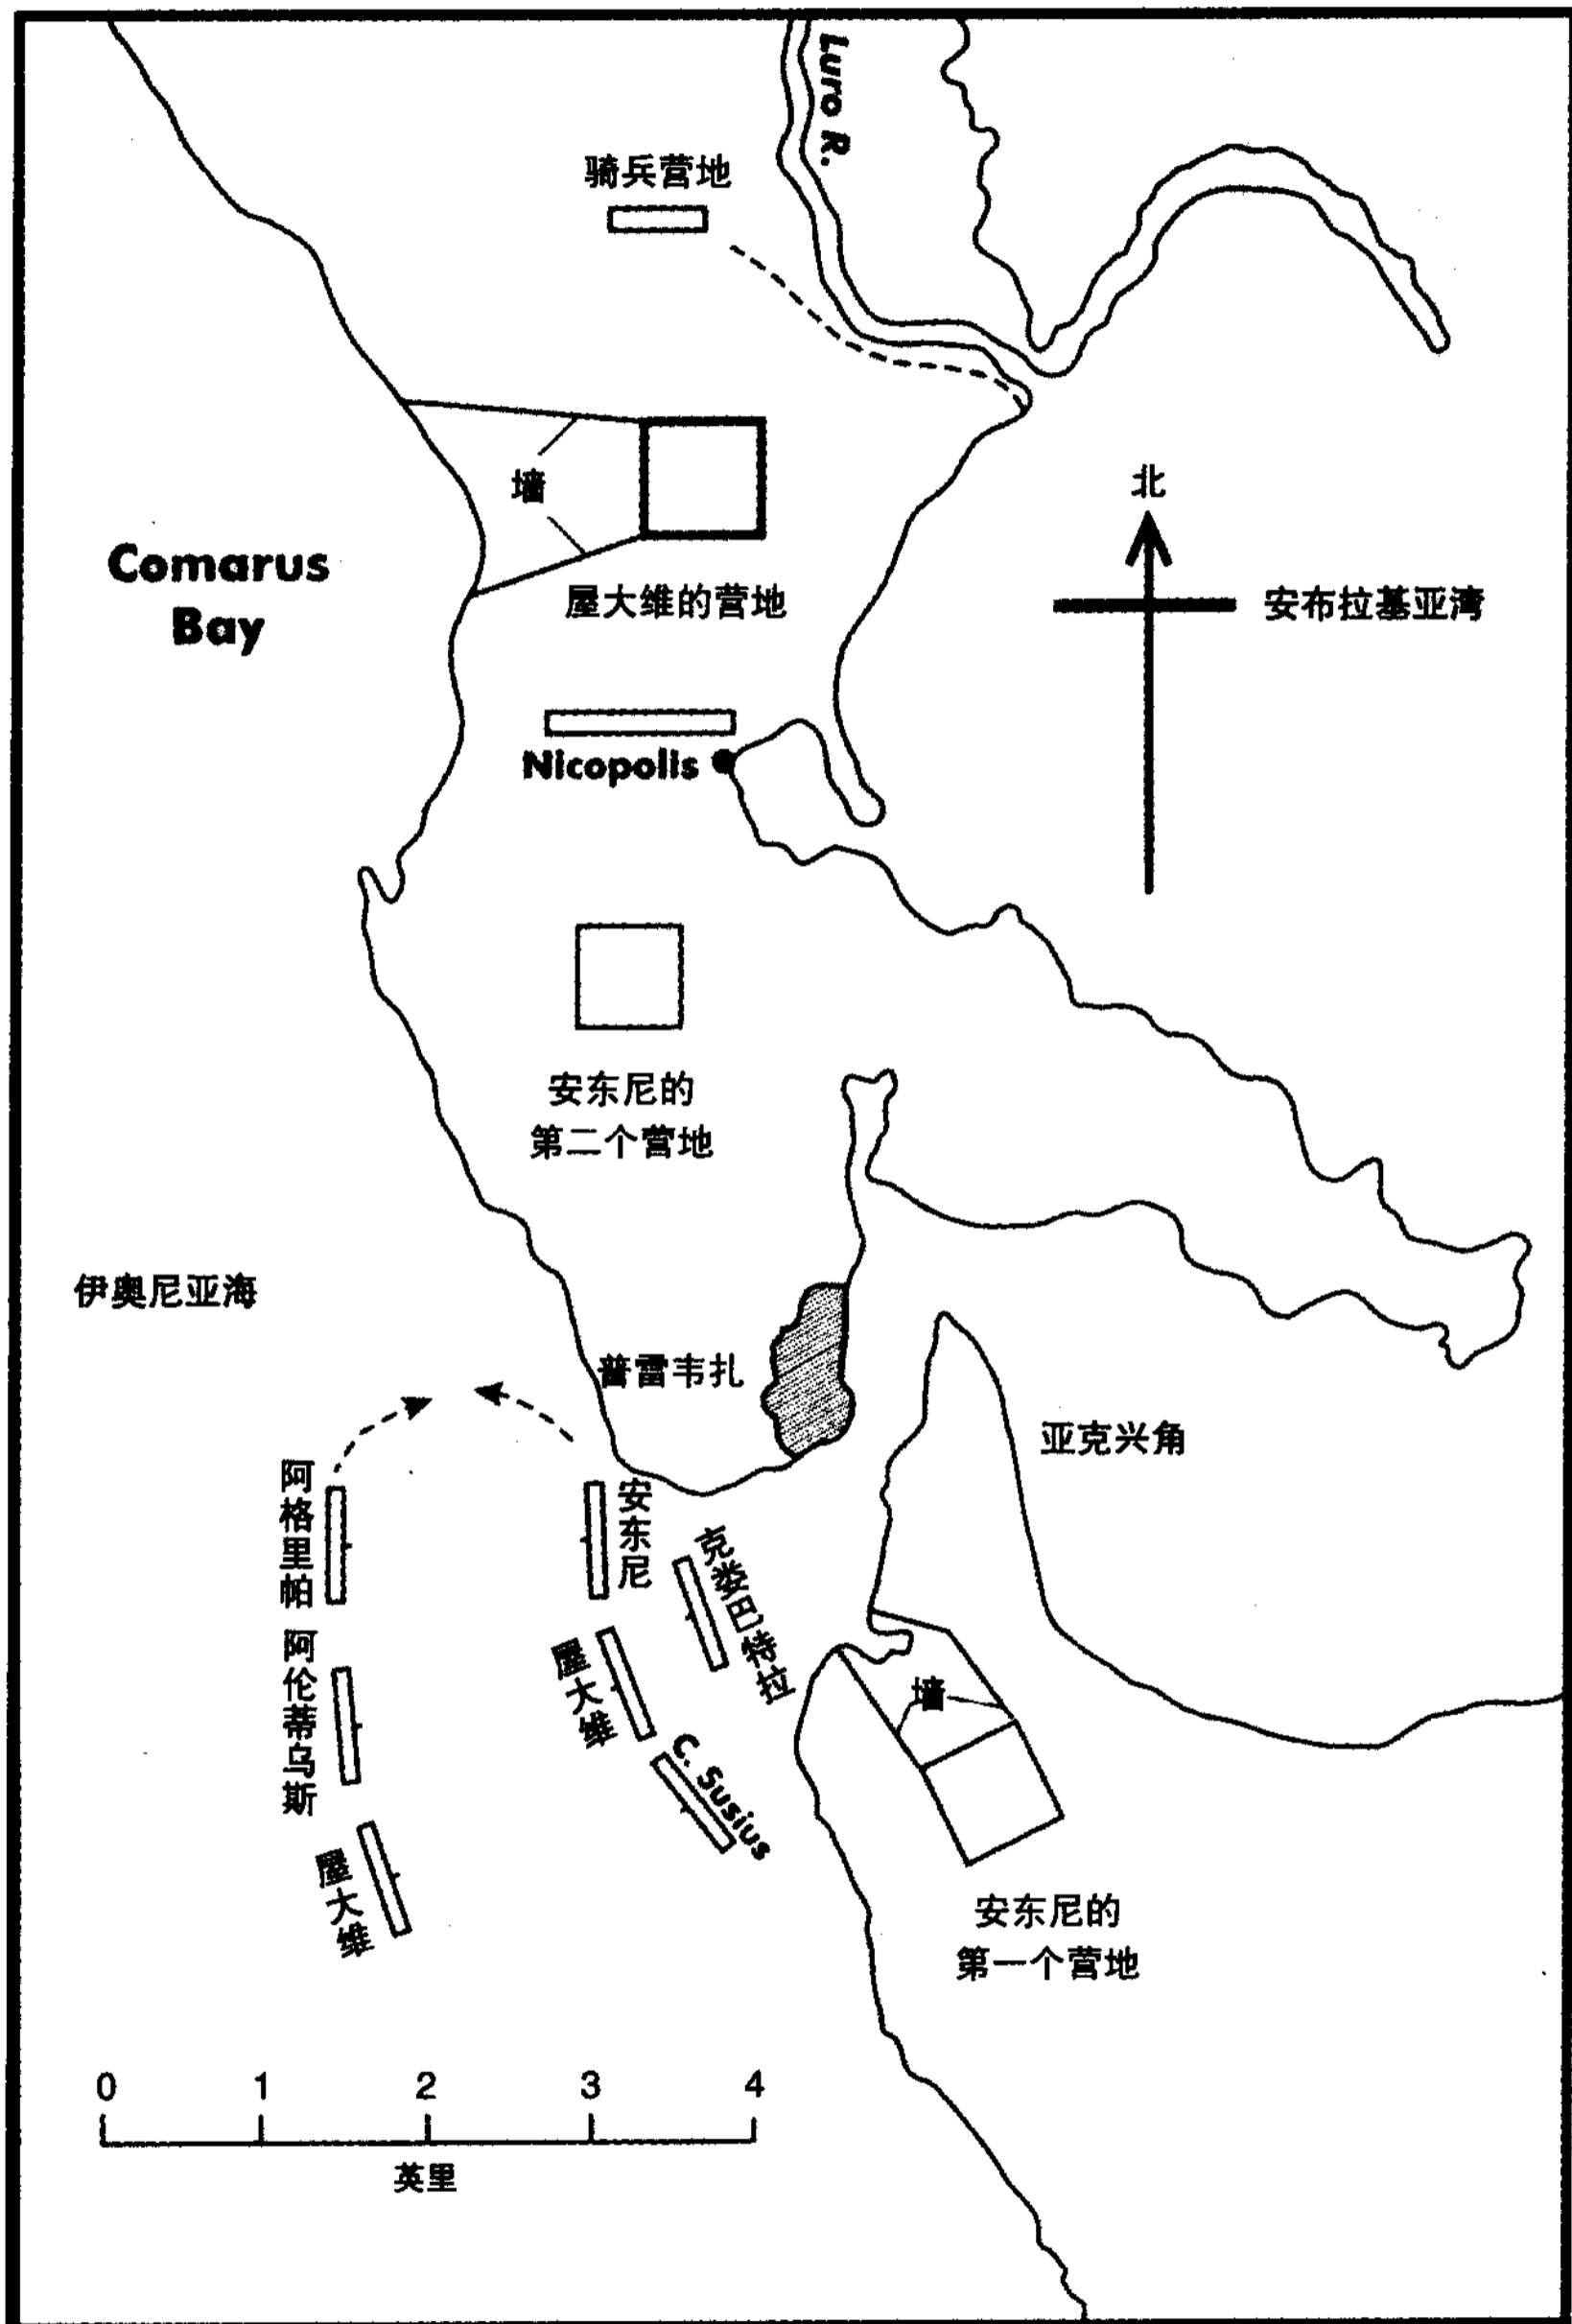 Luro R.
骑兵营地
墙
北
Comarus
Bay
屋大维的营地
安布拉基亚湾
Nicopolis
安东尼的
第二个营地
伊奥尼亚海
普雷韦扎
亚克兴角
阿格里帕
安东尼
克娄巴特拉
阿伦蒂乌斯
屋大维
墙
C. Susius
屋大维
安东尼的
第一个营地
0 1 2 3 4
英里